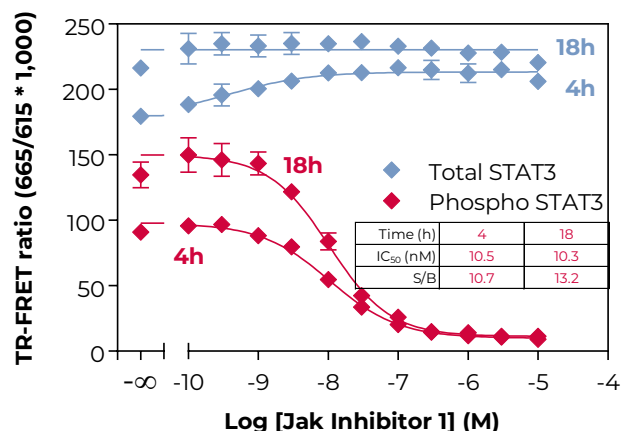 TR-FRET ratio (665/615 * 1,000)
250
200
150
100
50
0
18h
4h
18h
4h
Total STAT3
Phospho STAT3
Time (h) 4 18
IC₅₀ (nM) 10.5 10.3
S/B 10.7 13.2
-∞ -10 -9 -8 -7 -6 -5 -4
Log [Jak Inhibitor 1] (M)